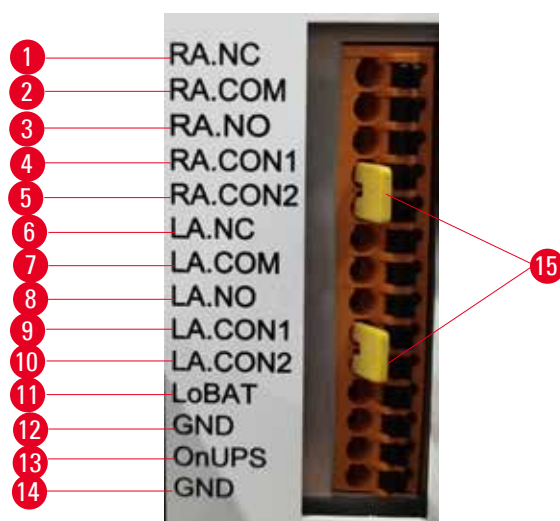 1 RA.NC
2 RA.COM
3 RA.NO
4 RA.CON1
5 RA.CON2
6 LA.NC
7 LA.COM
15
8 LA.NO
9 LA.CON1
10 LA.CON2
11 LoBAT
12 GND
13 OnUPS
14 GND